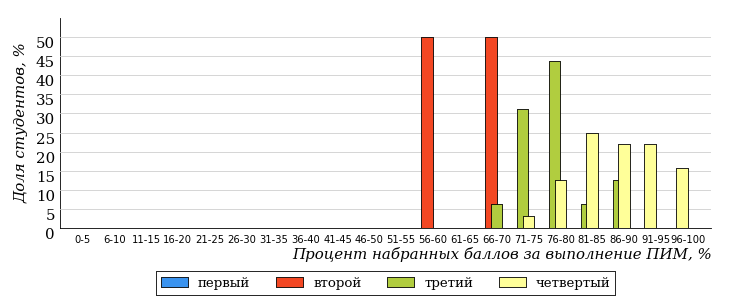 Доля студентов, %
50
45
40
35
30
25
20
15
10
5
0
0-5 6-10 11-15 16-20 21-25 26-30 31-35 36-40 41-45 46-50 51-55 56-60 61-65 66-70 71-75 76-80 81-85 86-90 91-95 96-100
Процент набранных баллов за выполнение ПИМ, %
первый второй третий четвертый